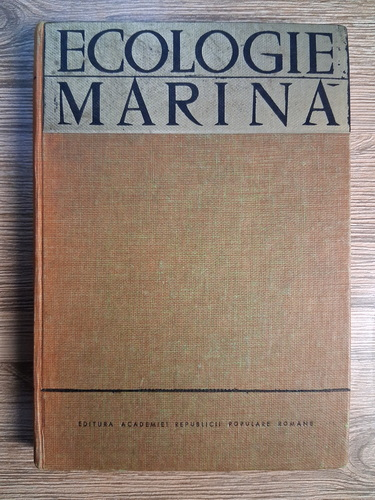 ECOLOGIE
MARINĂ
EDITURA ACADEMIEI REPUBLICII POPULARE ROMÂNE